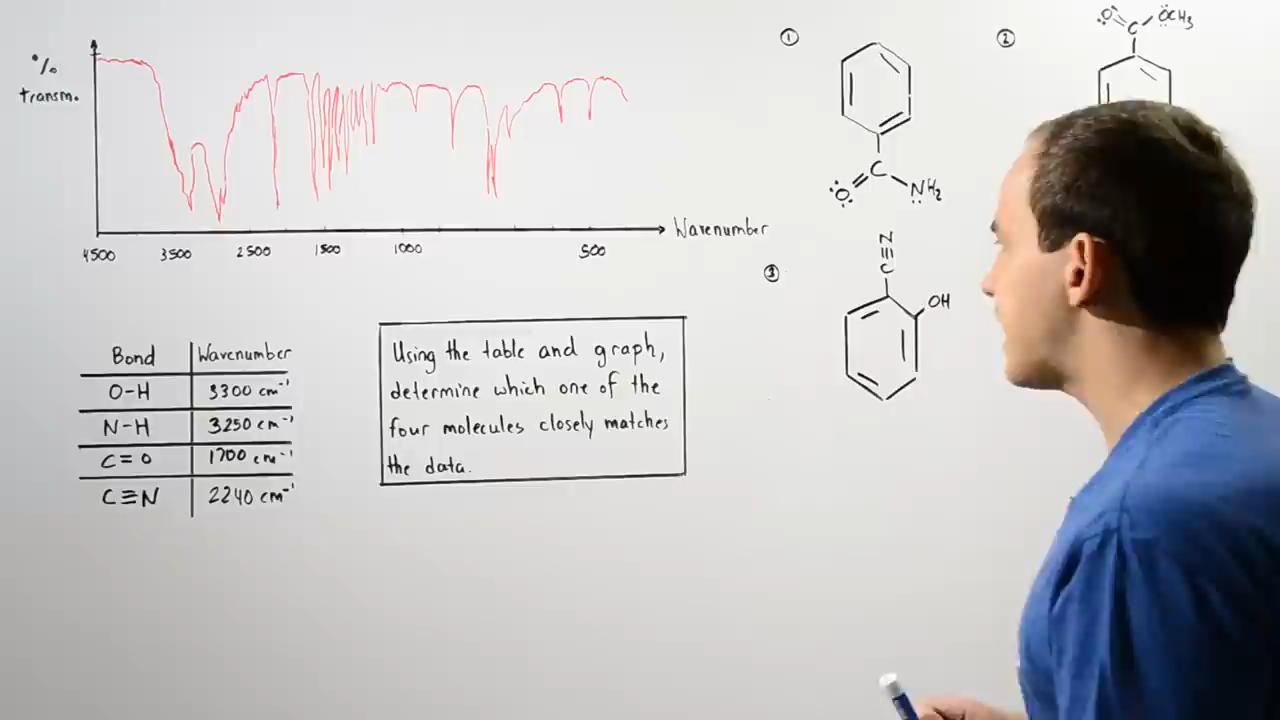 %
transm.
4500 3500 2500 1500 1000 500
Wavenumber
Bond Wavenumber
O-H 3300 cm⁻¹
N-H 3250 cm⁻¹
C=O 1700 cm⁻¹
C≡N 2240 cm⁻¹
Using the table and graph,
determine which one of the
four molecules closely matches
the data.
①
C
O NH₂
②
O OCH₃
C
③
N
C
OH